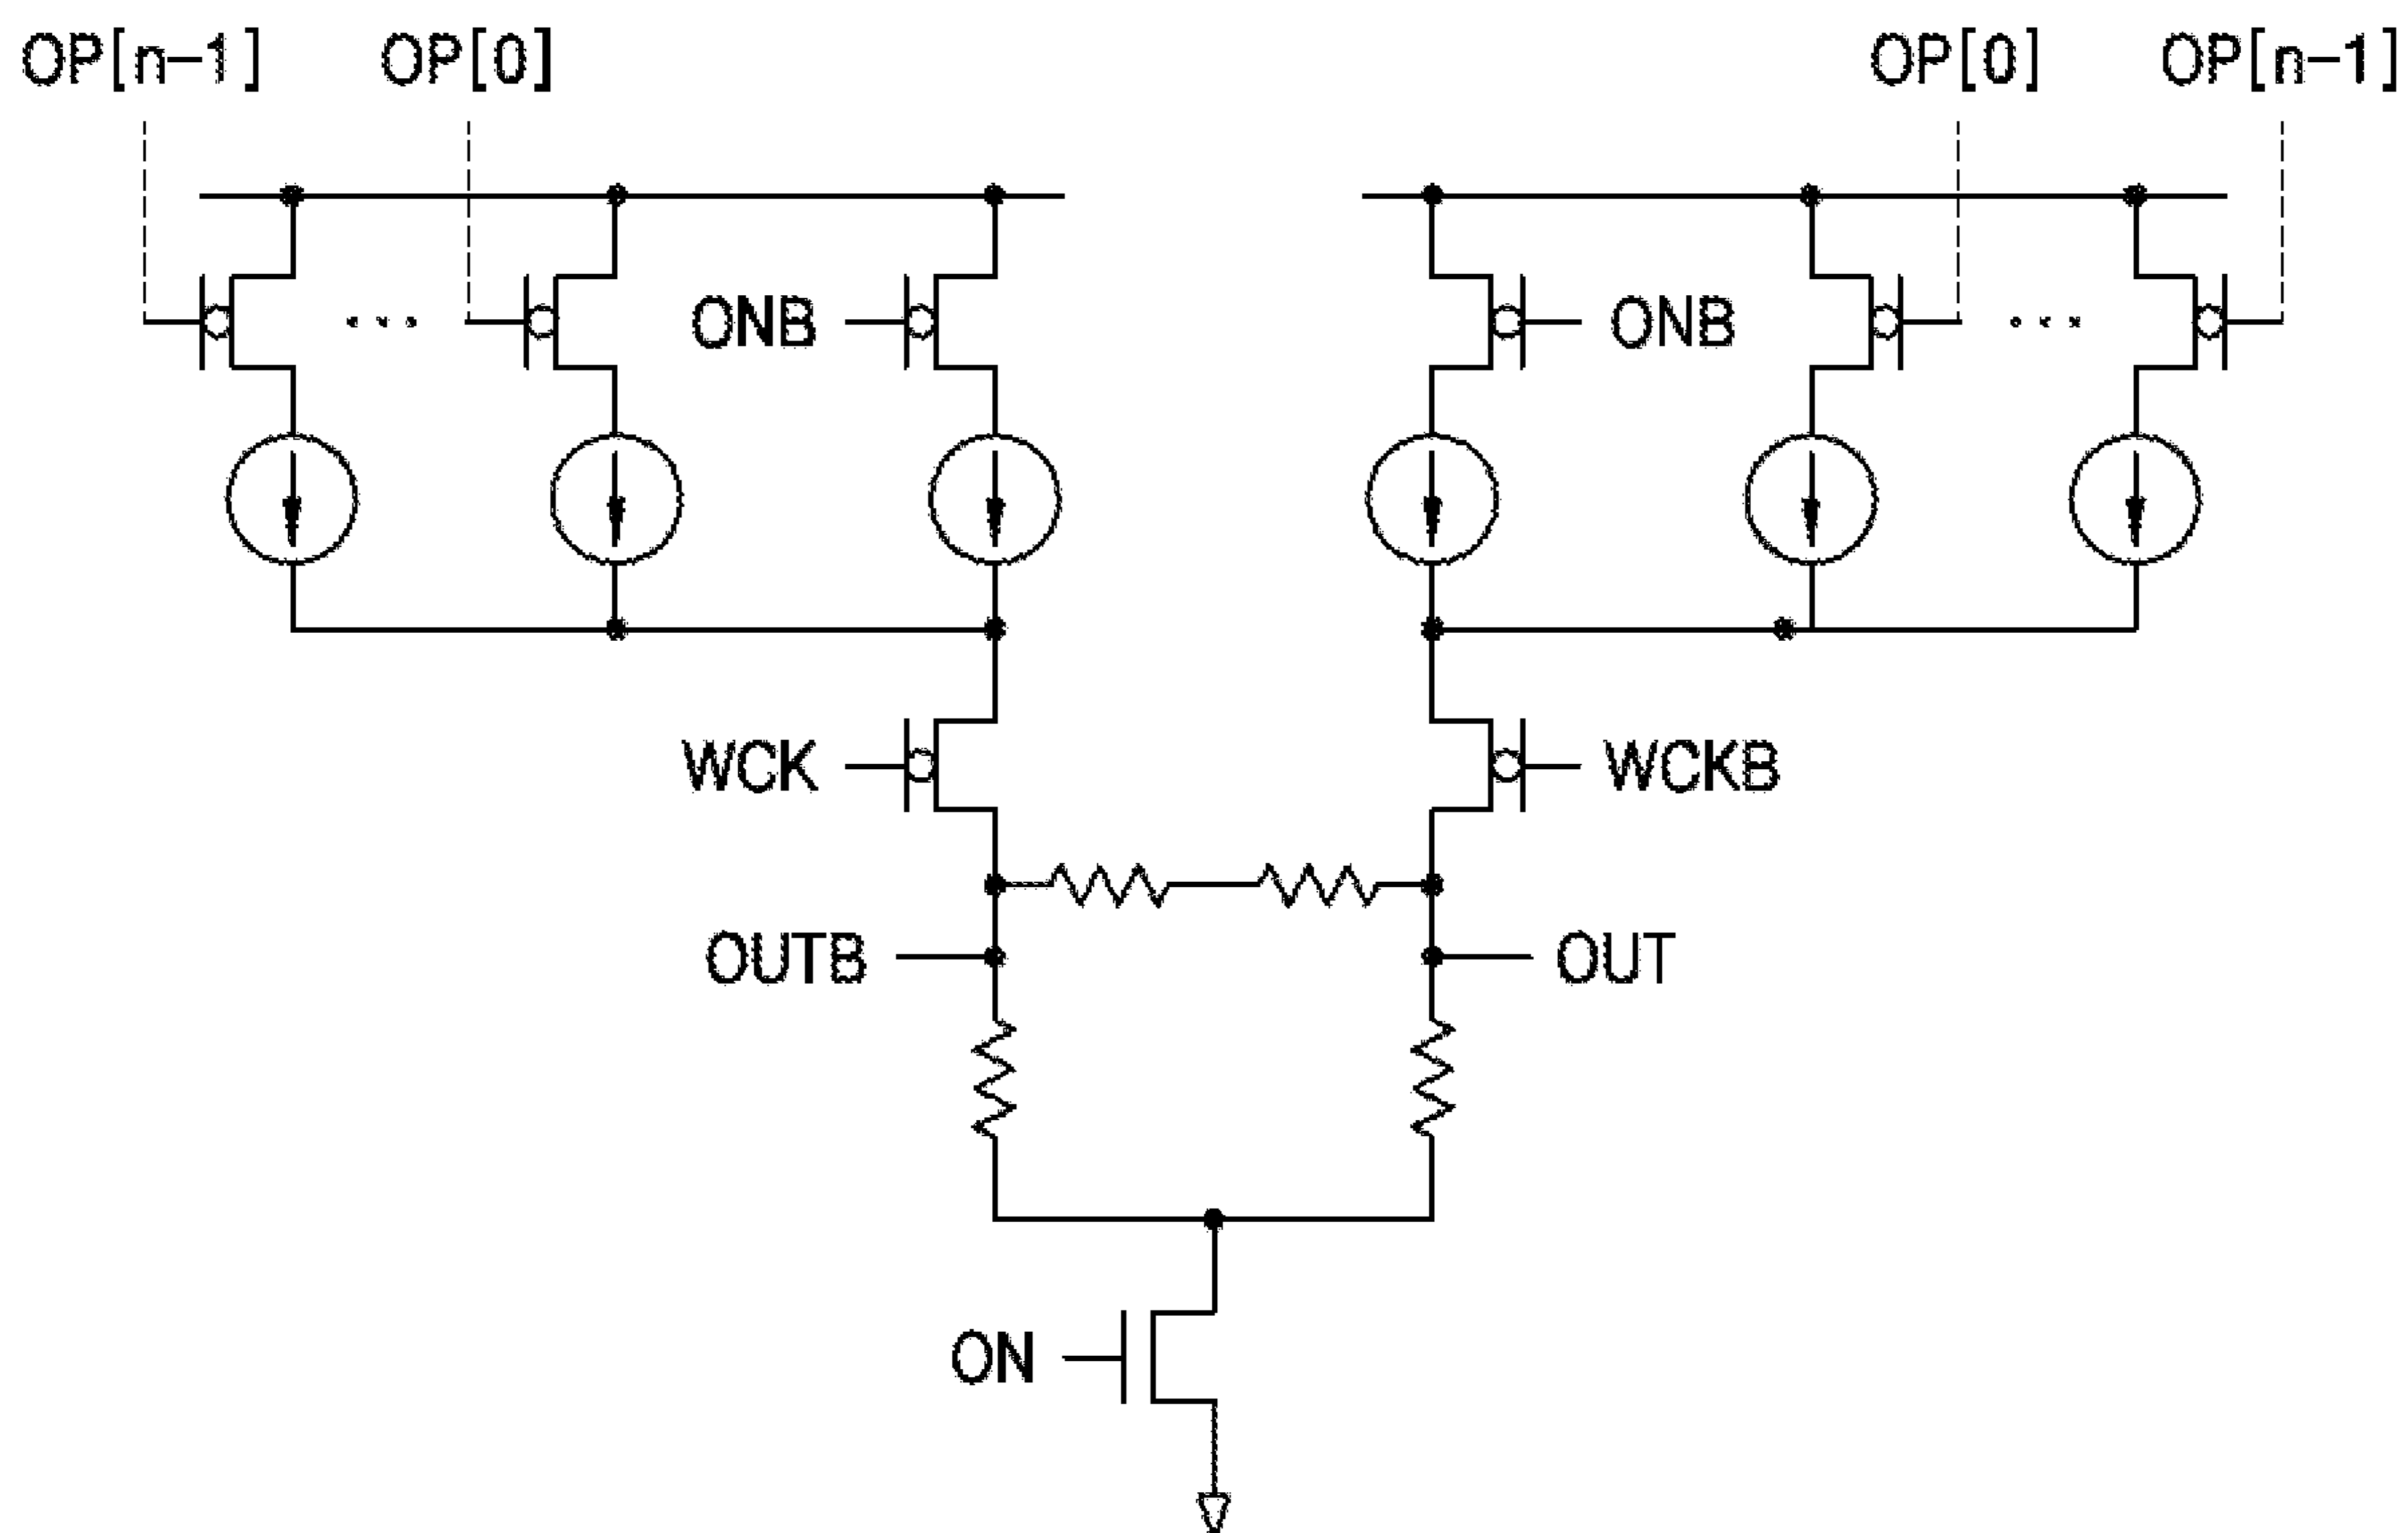 OP[n-1] OP[0] OP[0] OP[n-1]
ONB ONB
WCK WCKB
OUTB OUT
ON